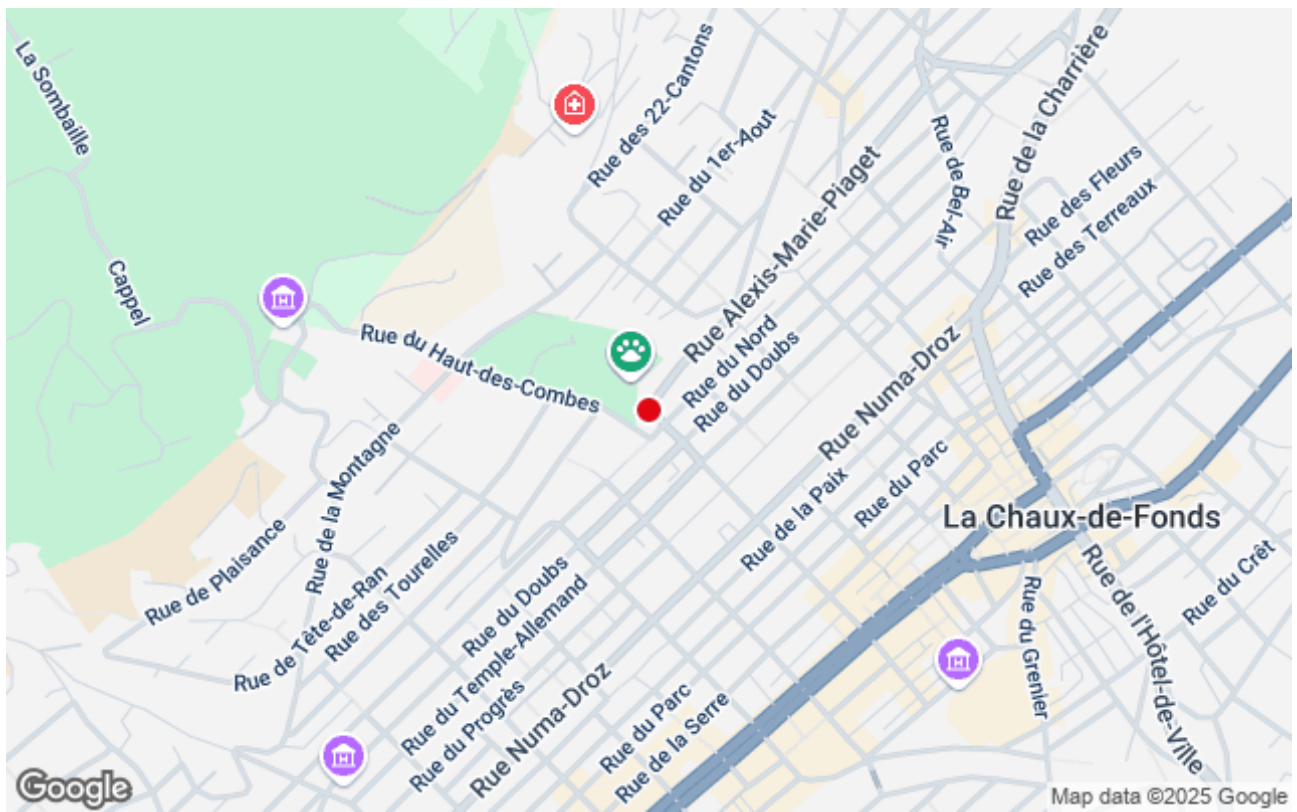 La Sombaille
Cappel
Rue des 22-Cantons
Rue du 1er-Aout
Rue Alexis-Marie-Piaget
Rue de Bel-Air
Rue de la Charrière
Rue des Fleurs
Rue des Terreaux
Rue du Haut-des-Combes
Rue du Nord
Rue du Doubs
Rue Numa-Droz
Rue de la Montagne
Rue de la Paix
Rue du Parc
La Chaux-de-Fonds
Rue de Plaisance
Rue de Tête-de-Ran
Rue des Tourelles
Rue du Doubs
Rue du Temple-Allemand
Rue du Progrès
Rue Numa-Droz
Rue du Parc
Rue de la Serre
Rue du Grenier
Rue de l'Hôtel-de-Ville
Rue du Crêt
Google
Map data ©2025 Google